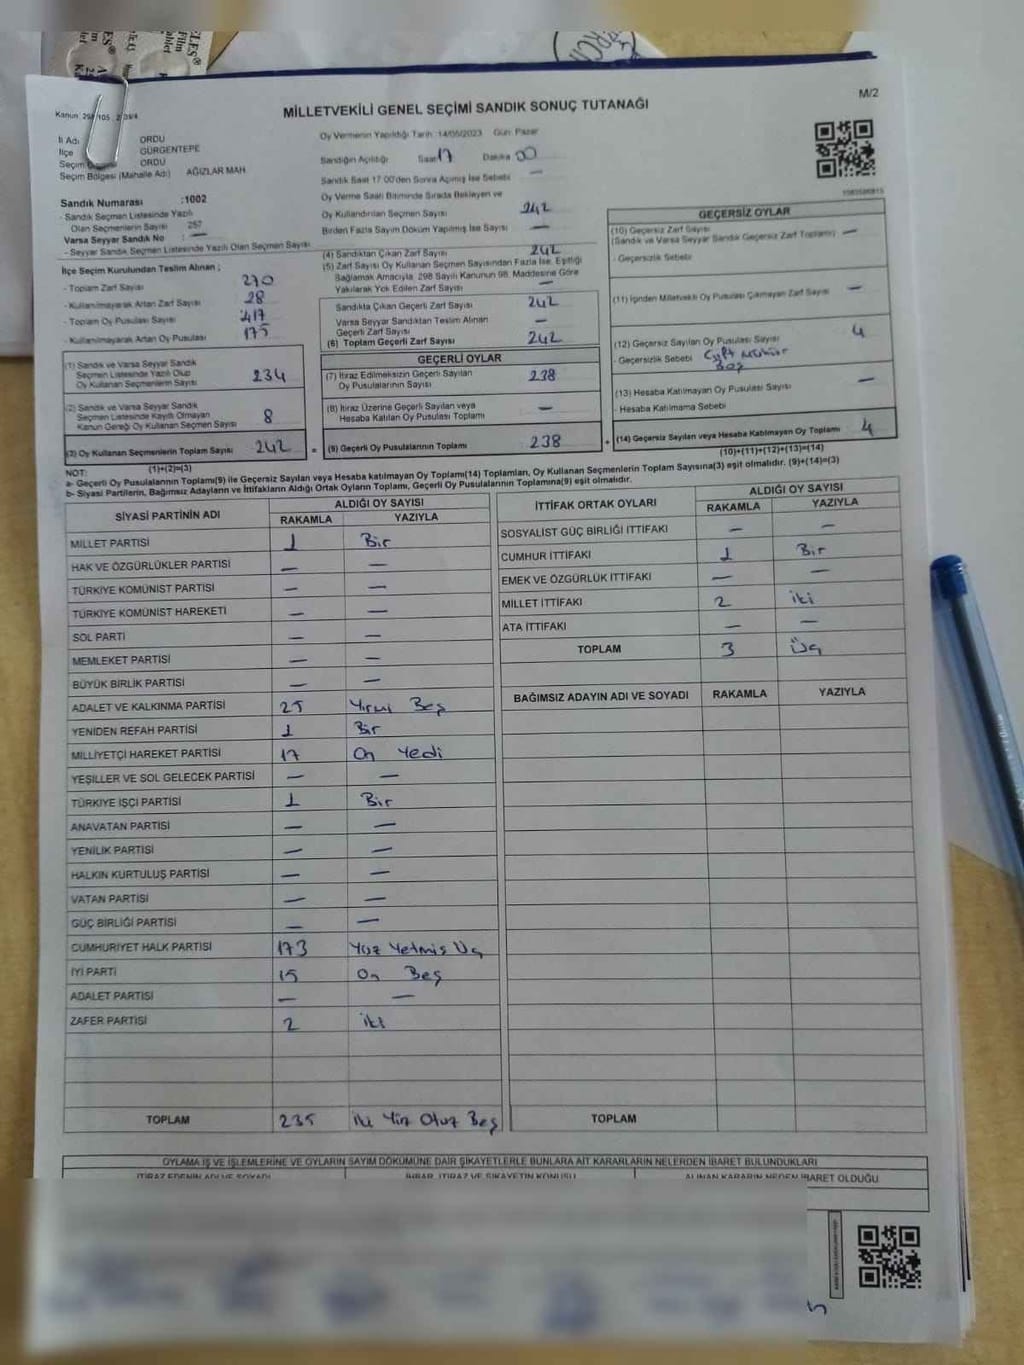 M/2
MİLLETVEKİLİ GENEL SEÇİMİ SANDIK SONUÇ TUTANAĞI
İl Adı ORDU
İlçe GÜRGENTEPE
Seçim ORDU
Seçim Bölgesi (Mahalle Adı) AĞIZLAR MAH
Sandık Numarası :1002
- Sandık Seçmen Listesinde Yazılı
Olan Seçmenlerin Sayısı 257
Varsa Seyyar Sandık No : —
- Seyyar Sandık Seçmen Listesinde Yazılı Olan Seçmen Sayısı
İlçe Seçim Kurulundan Teslim Alınan ;
- Toplam Zarf Sayısı 270
- Kullanılmayarak Artan Zarf Sayısı 28
- Toplam Oy Pusulası Sayısı 417
- Kullanılmayarak Artan Oy Pusulası 175
(1) Sandık ve Varsa Seyyar Sandık
Seçmen Listesinde Yazılı Olup
Oy Kullanan Seçmenlerin Sayısı 234
(2) Sandık ve Varsa Seyyar Sandık
Seçmen Listesinde Kayıtlı Olmayan
Kanun Gereği Oy Kullanan Seçmen Sayısı 8
(3) Oy Kullanan Seçmenlerin Toplam Sayısı 242 =
(1)+(2)=(3)
Oy Vermenin Yapıldığı Tarih :14/05/2023 Gün: Pazar
Sandığın Açıldığı Saat 17 Dakika 00
Sandık Saat 17:00'den Sonra Açılmış İse Sebebi —
Oy Verme Saati Bitiminde Sırada Bekleyen ve
Oy Kullandırılan Seçmen Sayısı 242
Birden Fazla Sayım Döküm Yapılmış İse Sayısı —
(4) Sandıktan Çıkan Zarf Sayısı 242
(5) Zarf Sayısı Oy Kullanan Seçmen Sayısından Fazla İse, Eşitliği
Bağlamak Amacıyla, 298 Sayılı Kanunun 98. Maddesine Göre
Yakılarak Yok Edilen Zarf Sayısı —
Sandıkta Çıkan Geçerli Zarf Sayısı 242
Varsa Seyyar Sandıktan Teslim Alınan
Geçerli Zarf Sayısı —
(6) Toplam Geçerli Zarf Sayısı 242
GEÇERLİ OYLAR
(7) İtiraz Edilmeksizin Geçerli Sayılan
Oy Pusulalarının Sayısı 238
(8) İtiraz Üzerine Geçerli Sayılan veya
Hesaba Katılan Oy Pusulası Toplamı —
(9) Geçerli Oy Pusulalarının Toplamı 238 +
GEÇERSİZ OYLAR
(10) Geçersiz Zarf Sayısı
(Sandık ve Varsa Seyyar Sandık Geçersiz Zarf Toplamı) —
- Geçersizlik Sebebi
(11) İçinden Milletvekili Oy Pusulası Çıkmayan Zarf Sayısı —
(12) Geçersiz Sayılan Oy Pusulası Sayısı 4
- Geçersizlik Sebebi Çift
Boş
(13) Hesaba Katılmayan Oy Pusulası Sayısı —
- Hesaba Katılmama Sebebi
(14) Geçersiz Sayılan veya Hesaba Katılmayan Oy Toplamı 4
(10)+(11)+(12)+(13)=(14)
NOT:
a- Geçerli Oy Pusulalarının Toplamı(9) ile Geçersiz Sayılan veya Hesaba katılmayan Oy Toplamı(14) Toplamları, Oy Kullanan Seçmenlerin Toplam Sayısına(3) eşit olmalıdır. (9)+(14)=(3)
b- Siyasi Partilerin, Bağımsız Adayların ve İttifakların Aldığı Ortak Oyların Toplamı, Geçerli Oy Pusulalarının Toplamına(9) eşit olmalıdır.
SİYASİ PARTİNİN ADI ALDIĞI OY SAYISI
RAKAMLA YAZIYLA
MİLLET PARTİSİ 1 Bir
HAK VE ÖZGÜRLÜKLER PARTİSİ — —
TÜRKİYE KOMÜNİST PARTİSİ — —
TÜRKİYE KOMÜNİST HAREKETİ — —
SOL PARTİ — —
MEMLEKET PARTİSİ — —
BÜYÜK BİRLİK PARTİSİ — —
ADALET VE KALKINMA PARTİSİ 25 Yirmi Beş
YENİDEN REFAH PARTİSİ 1 Bir
MİLLİYETÇİ HAREKET PARTİSİ 17 On Yedi
YEŞİLLER VE SOL GELECEK PARTİSİ — —
TÜRKİYE İŞÇİ PARTİSİ 1 Bir
ANAVATAN PARTİSİ — —
YENİLİK PARTİSİ — —
HALKIN KURTULUŞ PARTİSİ — —
VATAN PARTİSİ — —
GÜÇ BİRLİĞİ PARTİSİ — —
CUMHURİYET HALK PARTİSİ 173 Yüz Yetmiş Üç
İYİ PARTİ 15 On Beş
ADALET PARTİSİ — —
ZAFER PARTİSİ 2 iki
TOPLAM 235 iki Yüz Otuz Beş
İTTİFAK ORTAK OYLARI ALDIĞI OY SAYISI
RAKAMLA YAZIYLA
SOSYALİST GÜÇ BİRLİĞİ İTTİFAKI — —
CUMHUR İTTİFAKI 1 Bir
EMEK VE ÖZGÜRLÜK İTTİFAKI — —
MİLLET İTTİFAKI 2 iki
ATA İTTİFAKI — —
TOPLAM 3 Üç
BAĞIMSIZ ADAYIN ADI VE SOYADI RAKAMLA YAZIYLA
TOPLAM
OYLAMA İŞ VE İŞLEMLERİNE VE OYLARIN SAYIM DÖKÜMÜNE DAİR ŞİKAYETLERLE BUNLARA AİT KARARLARIN NELERDEN İBARET BULUNDUKLARI
İTİRAZ EDENİN ADI VE SOYADI İHBAR, İTİRAZ VE ŞİKAYETİN KONUSU ALINAN KARARIN NEDEN İBARET OLDUĞU